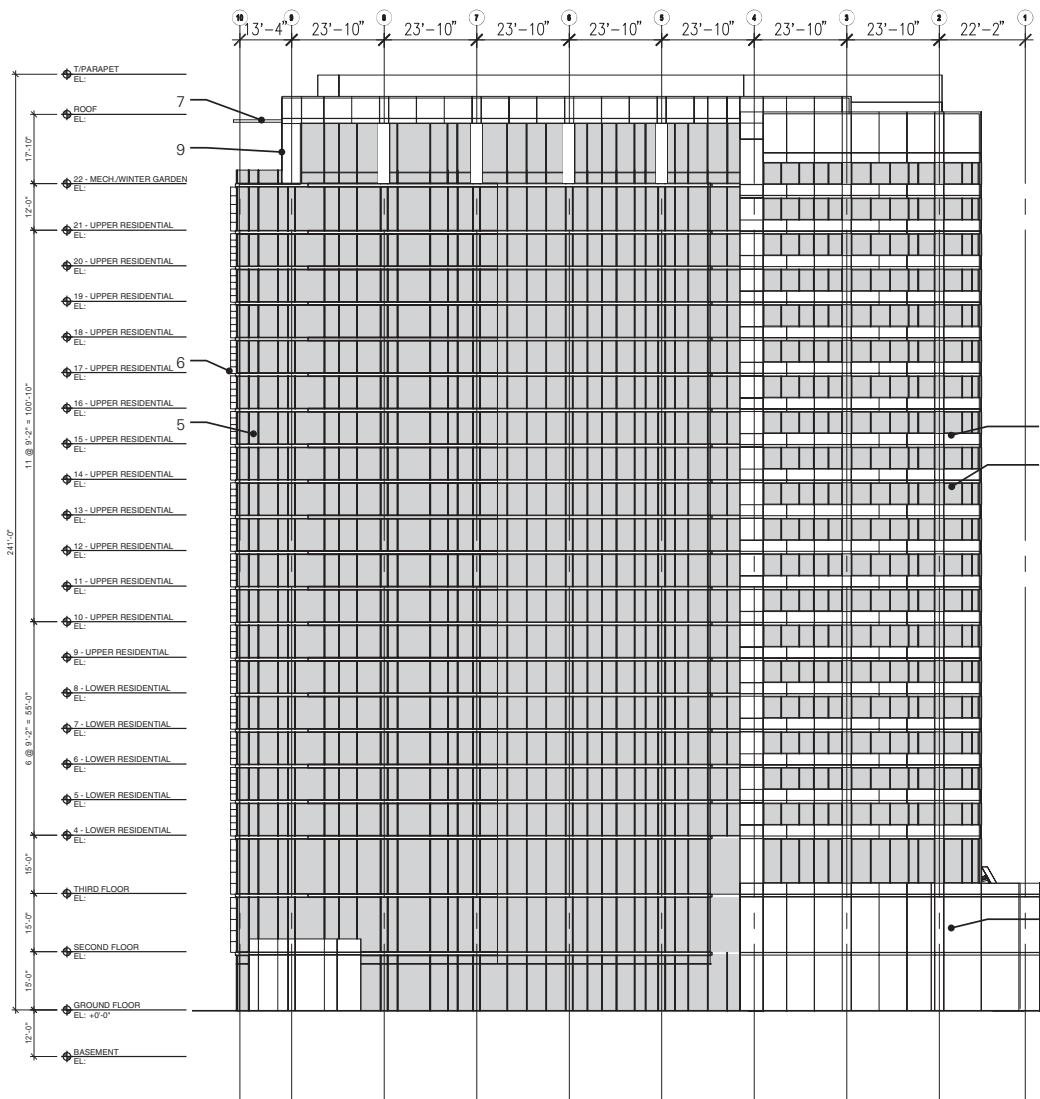 10 9 8 7 6 5 4 3 2 1
13'-4" 23'-10" 23'-10" 23'-10" 23'-10" 23'-10" 23'-10" 23'-10" 22'-2"
T/PARAPET
EL:
ROOF
EL:
7
17'-10"
9
22 - MECH./WINTER GARDEN
EL:
12'-0"
21 - UPPER RESIDENTIAL
EL:
20 - UPPER RESIDENTIAL
EL:
19 - UPPER RESIDENTIAL
EL:
18 - UPPER RESIDENTIAL
EL:
17 - UPPER RESIDENTIAL
EL:
6
16 - UPPER RESIDENTIAL
EL:
5
11 @ 9'-2" = 100'-10"
15 - UPPER RESIDENTIAL
EL:
14 - UPPER RESIDENTIAL
EL:
13 - UPPER RESIDENTIAL
EL:
241'-0"
12 - UPPER RESIDENTIAL
EL:
11 - UPPER RESIDENTIAL
EL:
10 - UPPER RESIDENTIAL
EL:
9 - UPPER RESIDENTIAL
EL:
8 - LOWER RESIDENTIAL
EL:
6 @ 9'-2" = 55'-0"
7 - LOWER RESIDENTIAL
EL:
6 - LOWER RESIDENTIAL
EL:
5 - LOWER RESIDENTIAL
EL:
4 - LOWER RESIDENTIAL
EL:
15'-0"
THIRD FLOOR
EL:
15'-0"
SECOND FLOOR
EL:
15'-0"
GROUND FLOOR
EL: +0'-0"
12'-0"
BASEMENT
EL: